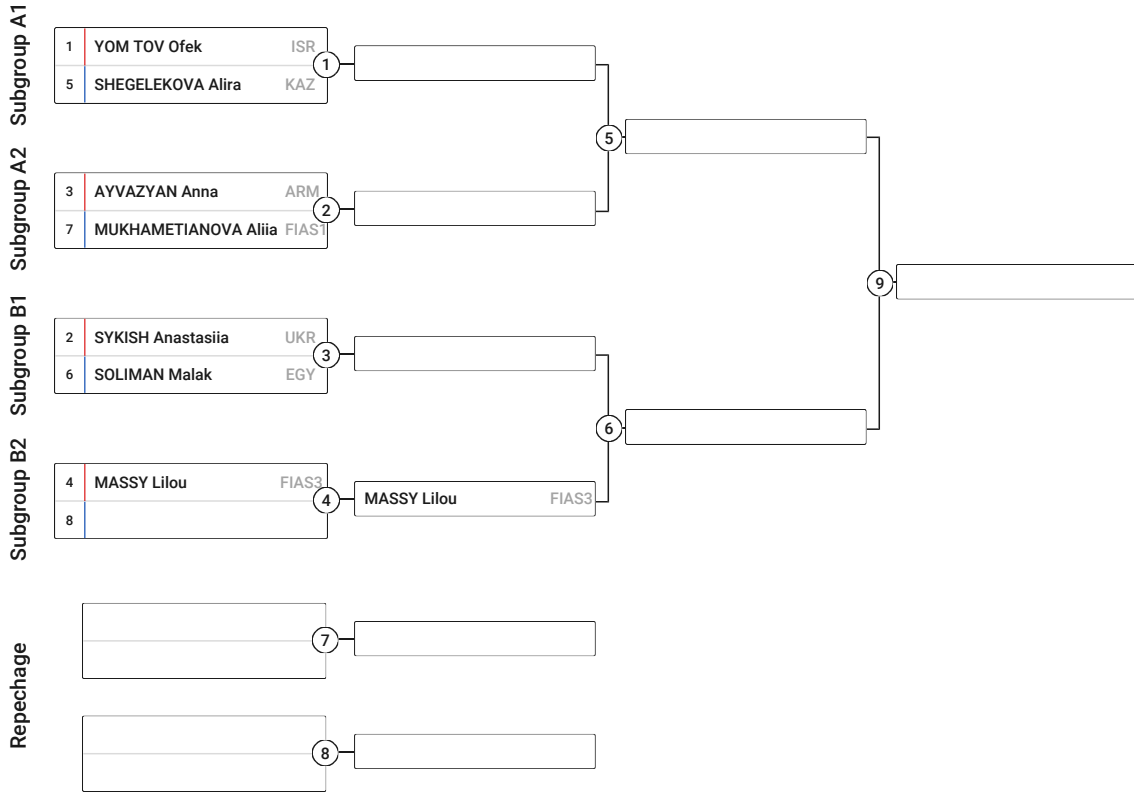 Subgroup A1
1 YOM TOV Ofek ISR
5 SHEGELEKOVA Alira KAZ
1
5
Subgroup A2
3 AYVAZYAN Anna ARM
7 MUKHAMETIANOVA Aliia FIAS1
2
9
Subgroup B1
2 SYKISH Anastasiia UKR
6 SOLIMAN Malak EGY
3
6
Subgroup B2
4 MASSY Lilou FIAS3
8
4
MASSY Lilou FIAS3
Repechage
7
8